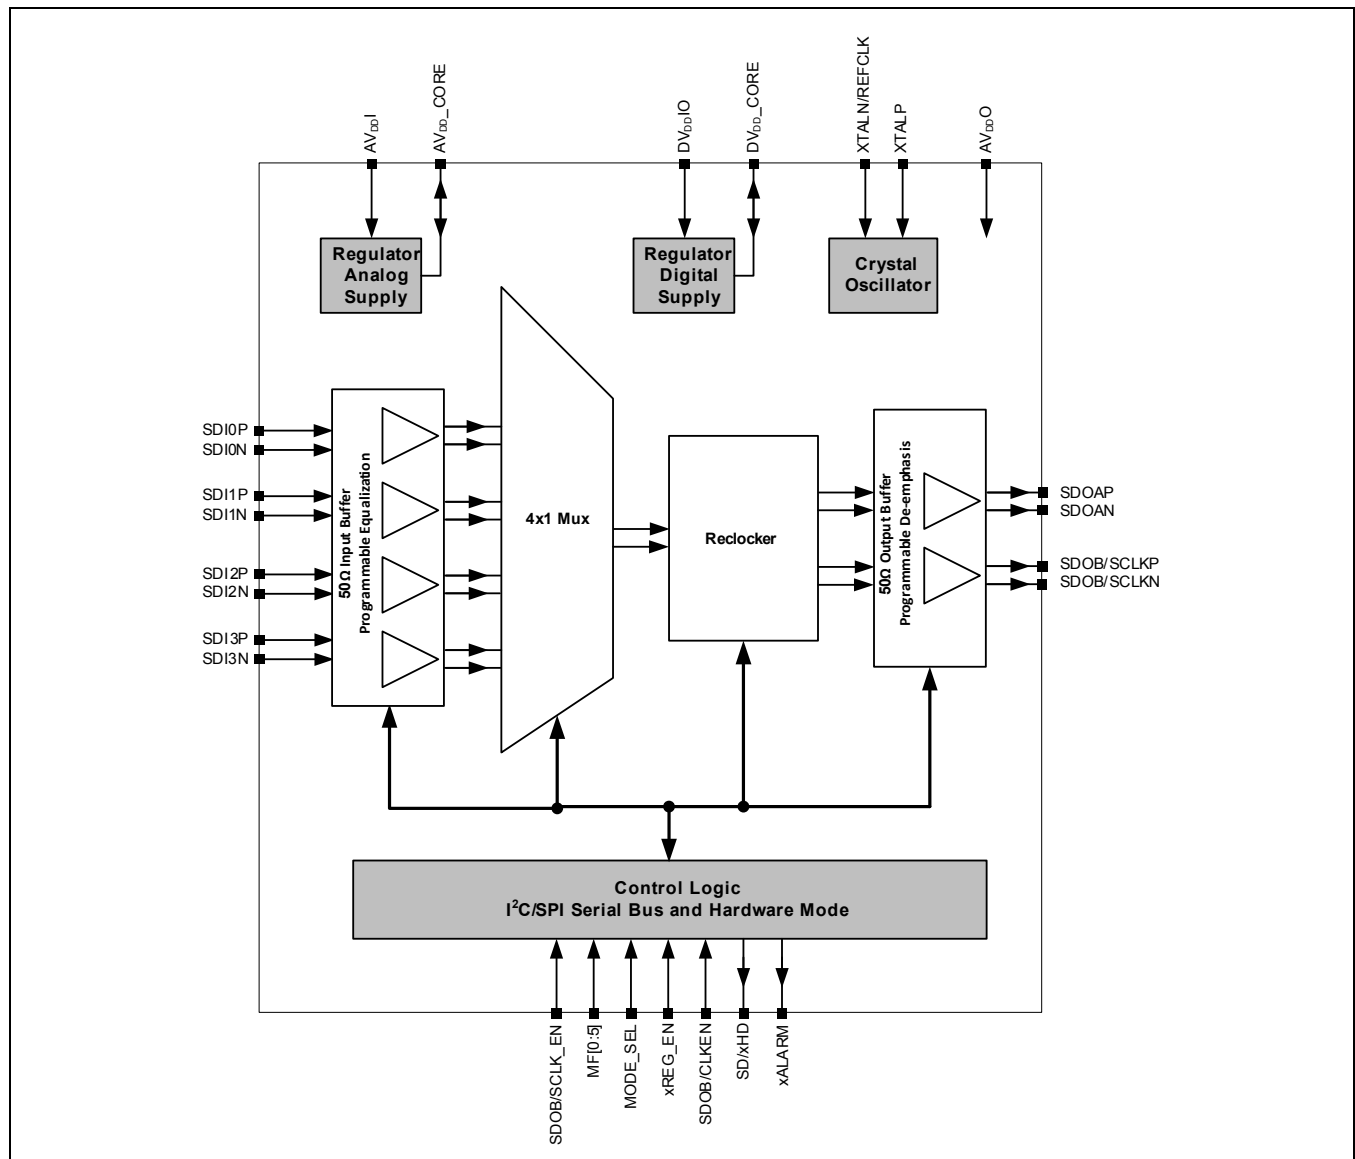 AVDDI
AVDD_CORE
DVDDIO
DVDD_CORE
XTALN/REFCLK
XTALP
AVDDO
Regulator
Analog
Supply
Regulator
Digital
Supply
Crystal
Oscillator
SDI0P
SDI0N
SDI1P
SDI1N
SDI2P
SDI2N
SDI3P
SDI3N
50Ω Input Buffer
Programmable Equalization
4x1 Mux
Reclocker
50Ω Output Buffer
Programmable De-emphasis
SDOAP
SDOAN
SDOB/SCLKP
SDOB/SCLKN
Control Logic
I²C/SPI Serial Bus and Hardware Mode
SDOB/SCLK_EN
MF[0:5]
MODE_SEL
xREG_EN
SDOB/CLKEN
SD/xHD
xALARM